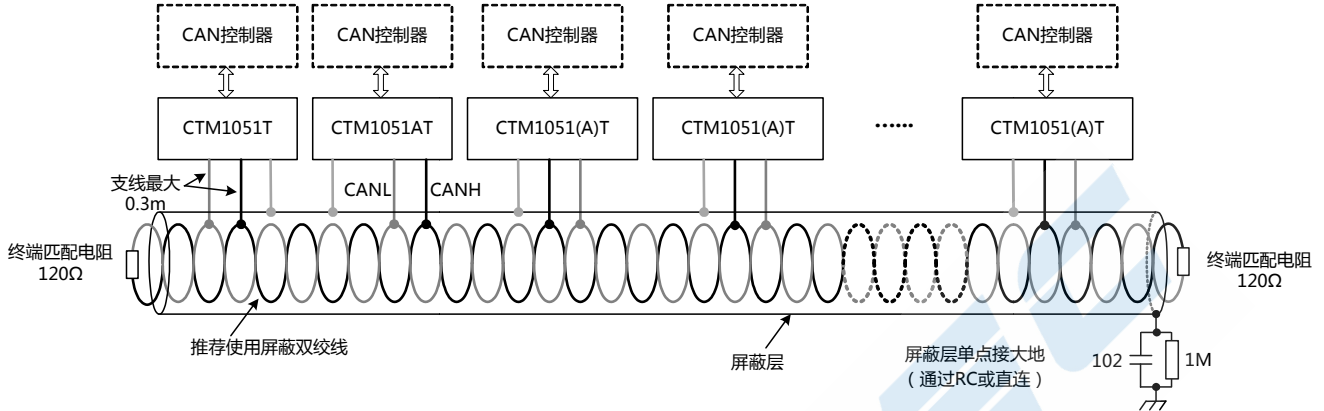 CAN控制器
CAN控制器
CAN控制器
CAN控制器
CAN控制器
CTM1051T
CTM1051AT
CTM1051(A)T
CTM1051(A)T
······
CTM1051(A)T
支线最大
0.3m
CANL
CANH
终端匹配电阻
120Ω
终端匹配电阻
120Ω
推荐使用屏蔽双绞线
屏蔽层
屏蔽层单点接大地
(通过RC或直连)
102
1M